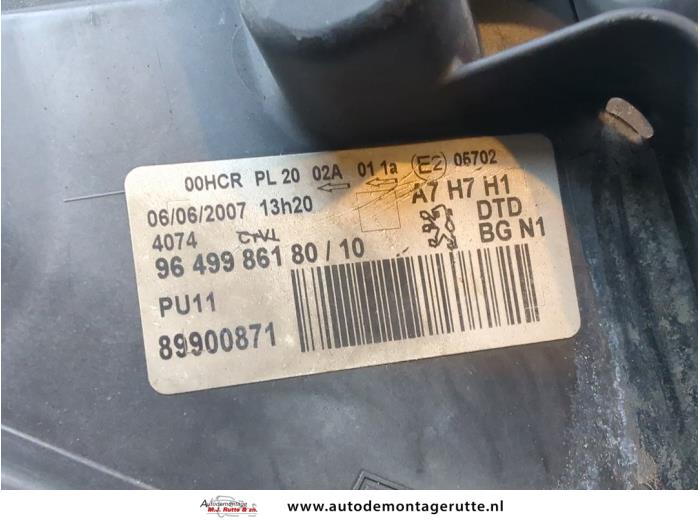 00HCR PL 20 02A 01 1a E2 05702
06/06/2007 13h20 A7 H7 H1
4074 DTD
96 499 861 80 / 10 BG N1
PU11
89900871
Autodemontage
M.J. Rutte & zn.
www.autodemontagerutte.nl